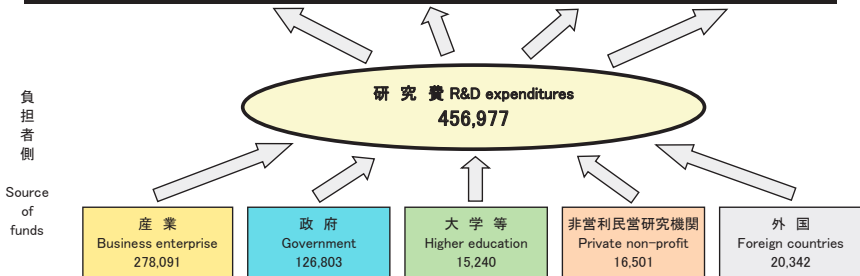 研 究 費 R&D expenditures
456,977
負担者側
Source
of
funds
産 業
Business enterprise
278,091
政 府
Government
126,803
大 学 等
Higher education
15,240
非営利民営研究機関
Private non-profit
16,501
外 国
Foreign countries
20,342